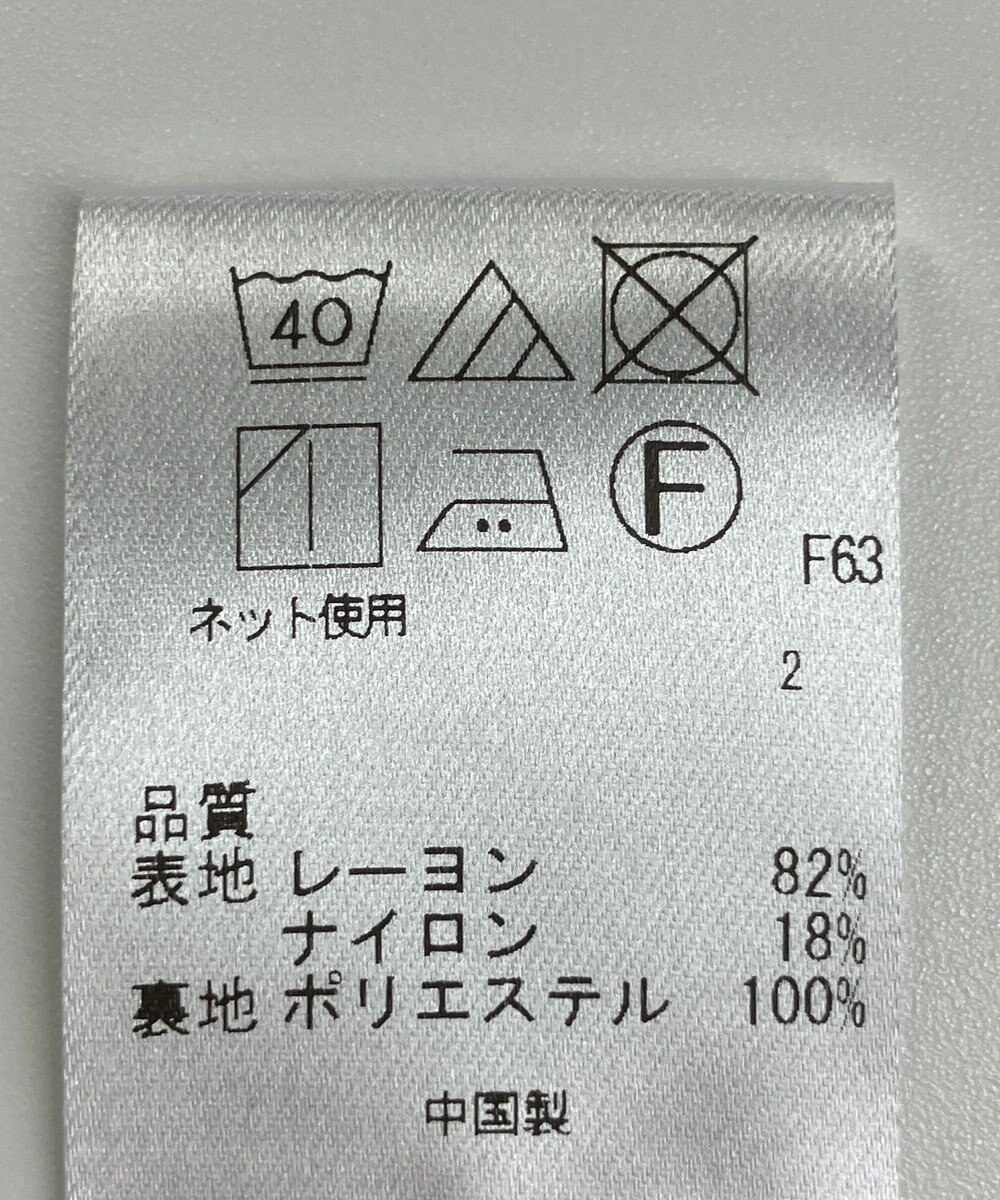 40
F
F63
ネット使用
2
品質
表地 レーヨン 82%
ナイロン 18%
裏地 ポリエステル 100%
中国製